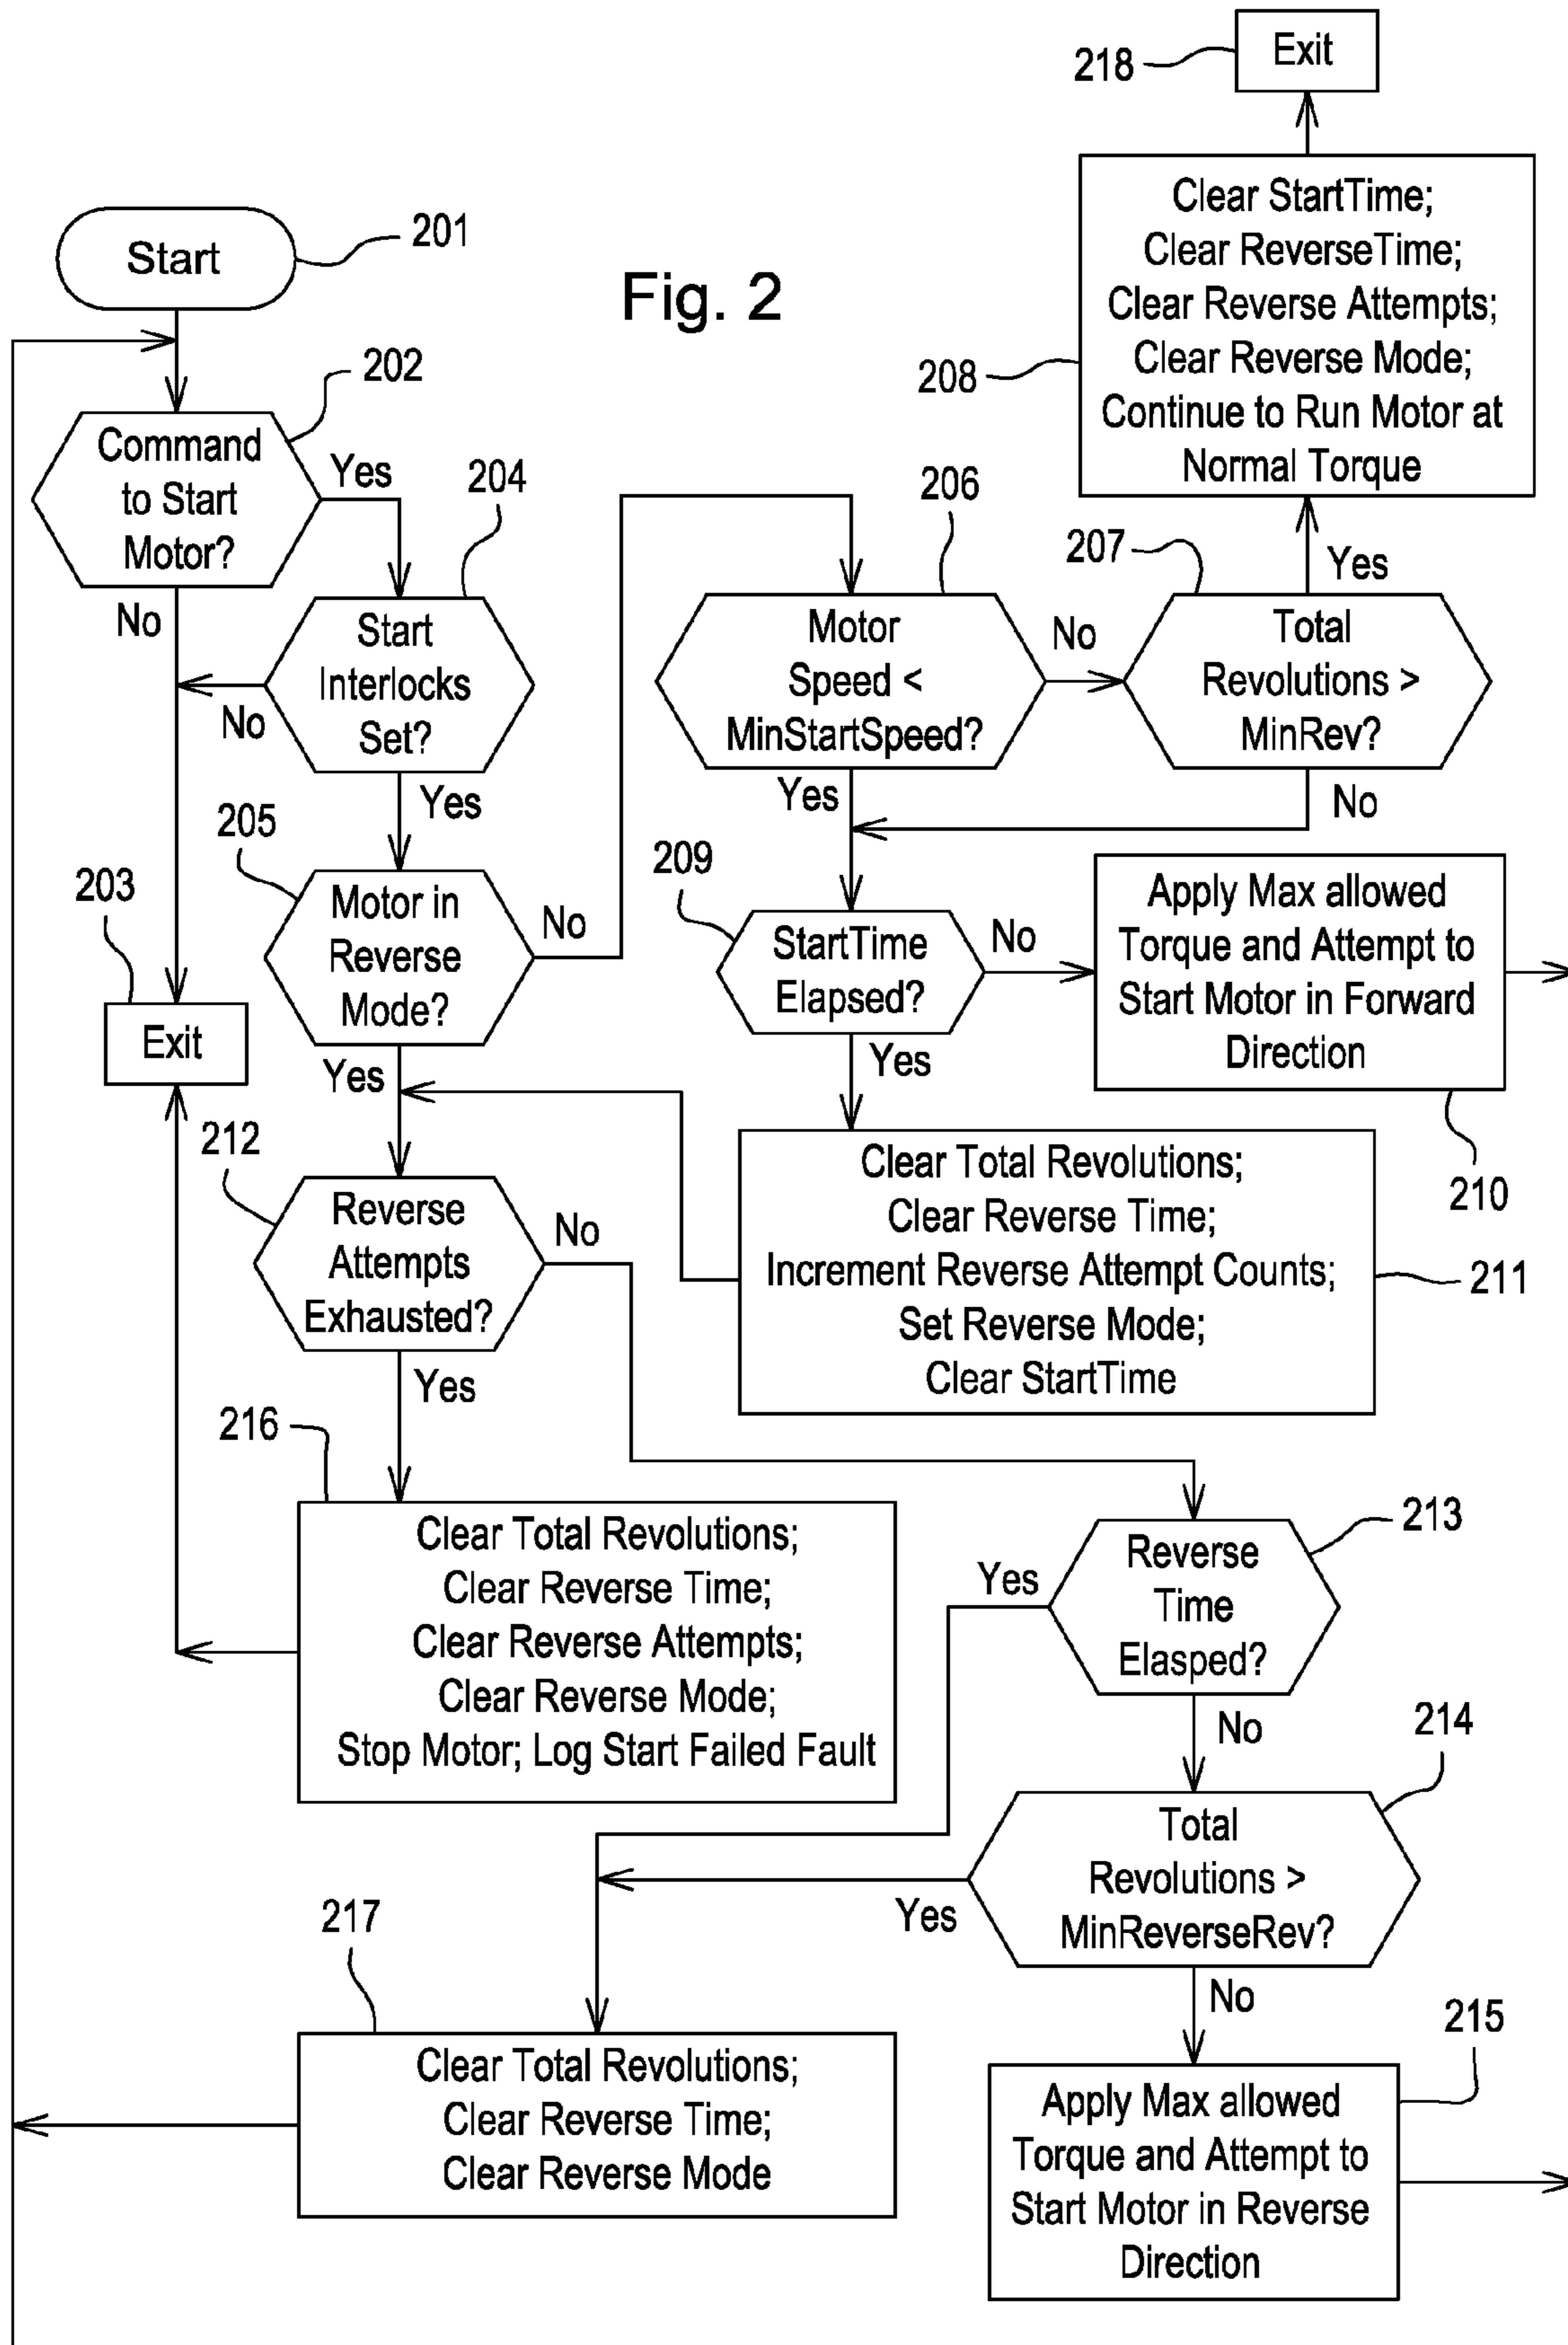 218
Exit
Clear StartTime;
Clear ReverseTime;
Clear Reverse Attempts;
Clear Reverse Mode;
Continue to Run Motor at
Normal Torque
208
Start
201
Fig. 2
202
Command
to Start
Motor?
Yes
No
204
Start
Interlocks
Set?
No
Yes
206
Motor
Speed <
MinStartSpeed?
No
Yes
207
Total
Revolutions >
MinRev?
Yes
No
205
Motor in
Reverse
Mode?
No
Yes
203
Exit
209
StartTime
Elapsed?
No
Yes
Apply Max allowed
Torque and Attempt to
Start Motor in Forward
Direction
210
212
Reverse
Attempts
Exhausted?
No
Yes
Clear Total Revolutions;
Clear Reverse Time;
Increment Reverse Attempt Counts;
Set Reverse Mode;
Clear StartTime
211
216
Clear Total Revolutions;
Clear Reverse Time;
Clear Reverse Attempts;
Clear Reverse Mode;
Stop Motor; Log Start Failed Fault
213
Reverse
Time
Elasped?
Yes
No
214
Total
Revolutions >
MinReverseRev?
Yes
No
217
Clear Total Revolutions;
Clear Reverse Time;
Clear Reverse Mode
215
Apply Max allowed
Torque and Attempt to
Start Motor in Reverse
Direction